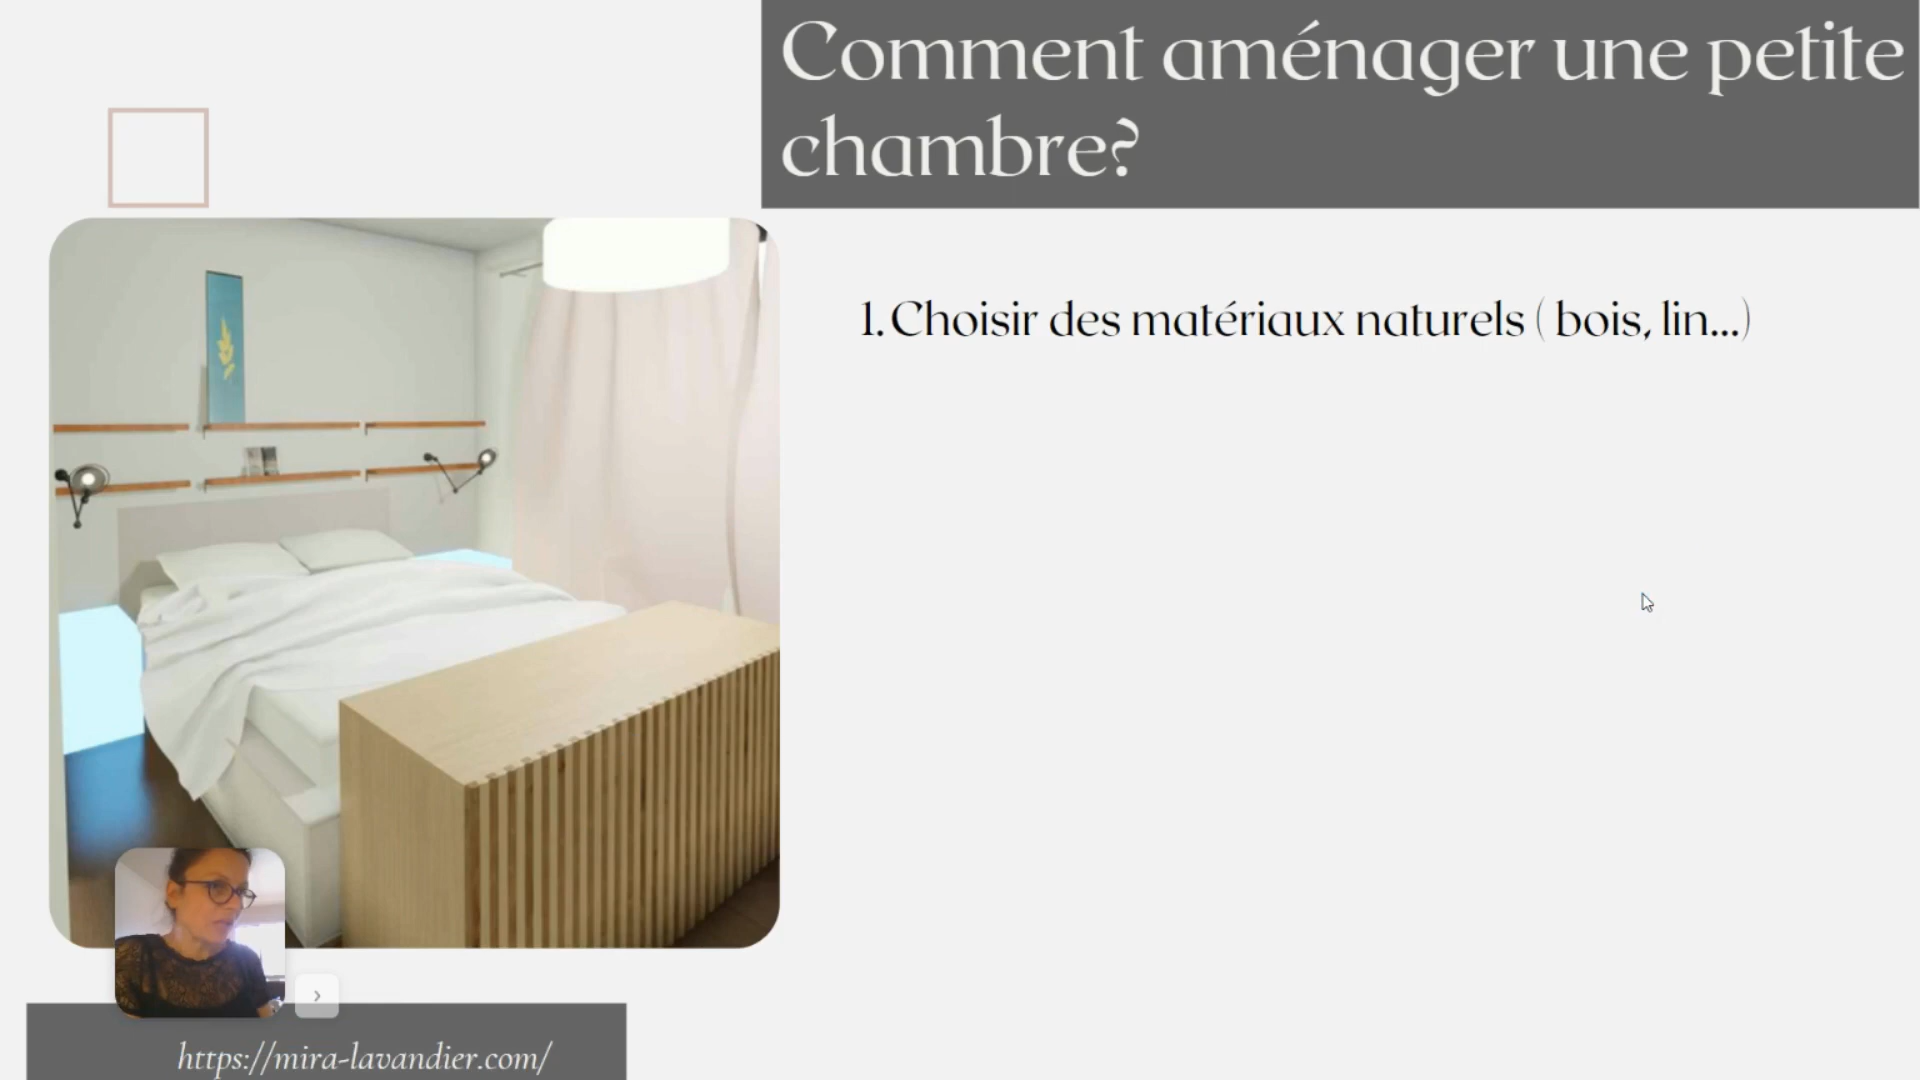 Comment aménager une petite
chambre?
1. Choisir des matériaux naturels ( bois, lin...)
https://mira-lavandier.com/